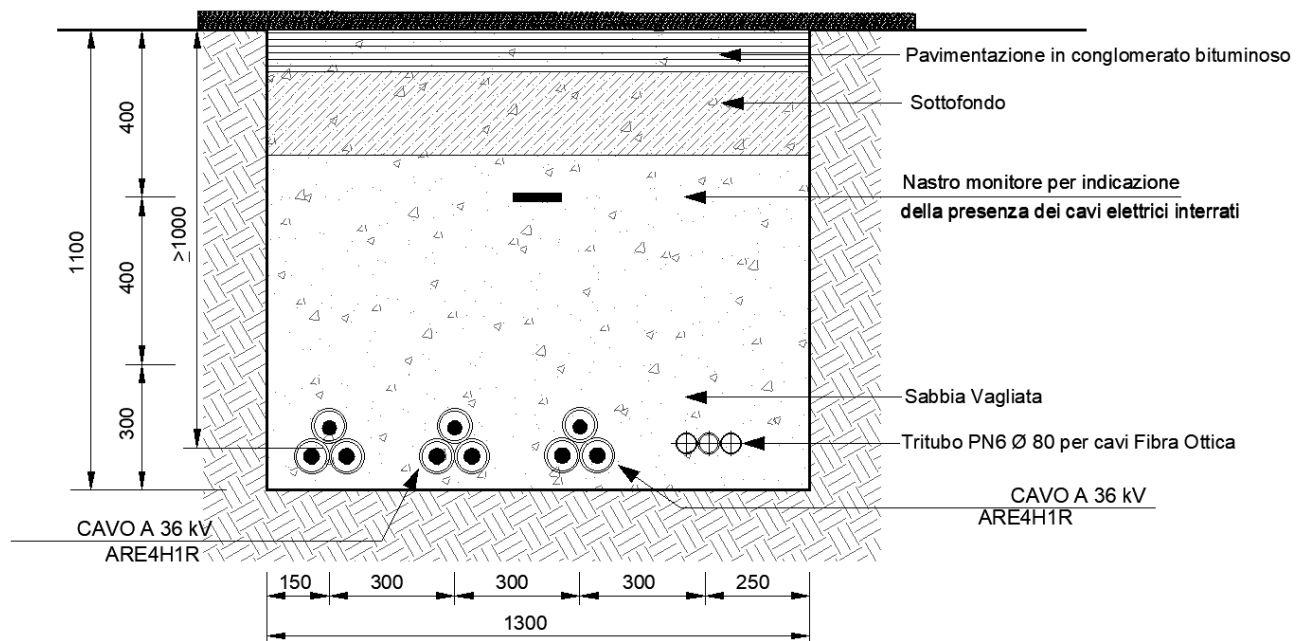 Pavimentazione in conglomerato bituminoso
Sottofondo
Nastro monitore per indicazione
della presenza dei cavi elettrici interrati
Sabbia Vagliata
Tritubo PN6 Ø 80 per cavi Fibra Ottica
CAVO A 36 kV
ARE4H1R
CAVO A 36 kV
ARE4H1R
1100
400
400
300
≥1000
150
300
300
300
250
1300